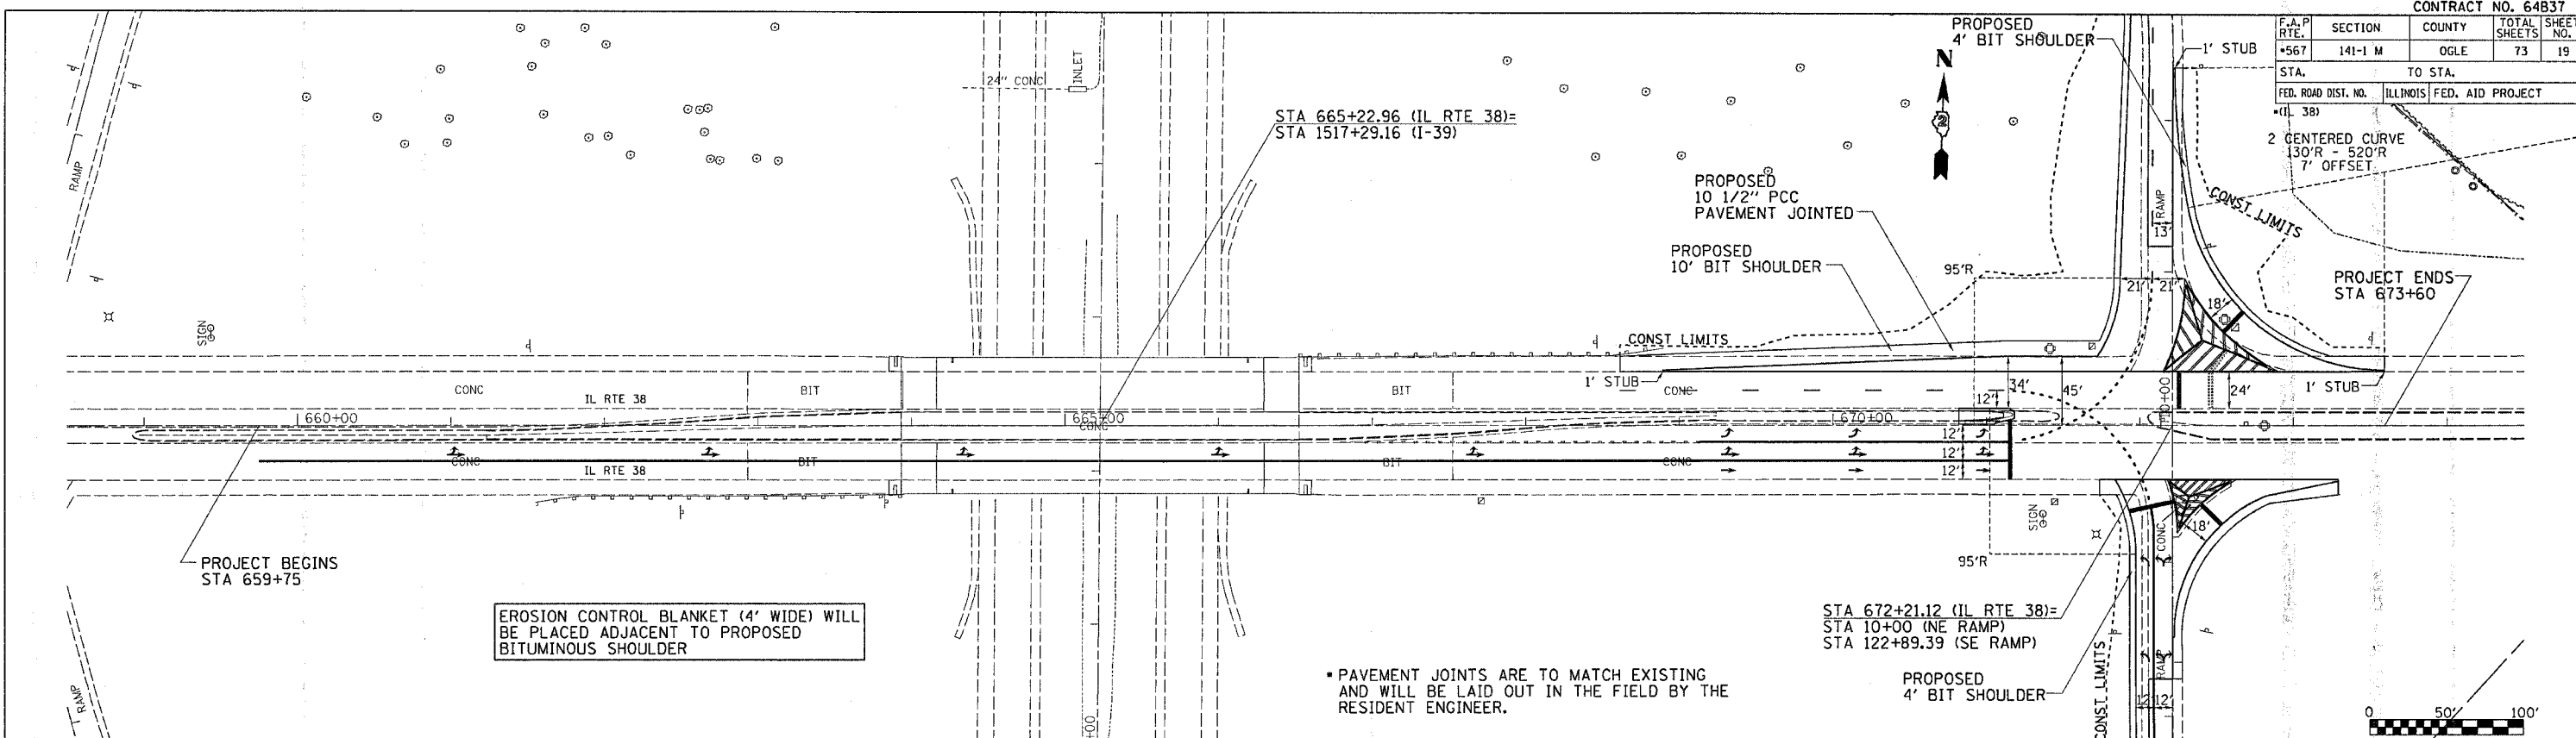 CONTRACT NO. 64B37
F.A.P RTE. SECTION COUNTY TOTAL SHEETS SHEET NO.
*567 141-1 M OGLE 73 19
STA. TO STA.
FED. ROAD DIST. NO. ILLINOIS FED. AID PROJECT
*(IL 38)
PROPOSED
4' BIT SHOULDER
1' STUB
N
2
2 CENTERED CURVE
130'R - 520'R
7' OFFSET
24" CONC
INLET
STA 665+22.96 (IL RTE 38)=
STA 1517+29.16 (I-39)
RAMP
PROPOSED
10 1/2" PCC
PAVEMENT JOINTED
RAMP
13'
CONST LIMITS
PROPOSED
10' BIT SHOULDER
95'R
21' 21'
18'
PROJECT ENDS
STA 673+60
SIGN
CONST LIMITS
1' STUB
CONC
BIT
BIT
CONC
34'
45'
24'
1' STUB
IL RTE 38
12'
10+00
660+00
665+00
670+00
CONC
12'
12'
12'
CONC
BIT
BIT
CONC
IL RTE 38
SIGN
CONC
18'
95'R
PROJECT BEGINS
STA 659+75
EROSION CONTROL BLANKET (4' WIDE) WILL
BE PLACED ADJACENT TO PROPOSED
BITUMINOUS SHOULDER
STA 672+21.12 (IL RTE 38)=
STA 10+00 (NE RAMP)
STA 122+89.39 (SE RAMP)
* PAVEMENT JOINTS ARE TO MATCH EXISTING
AND WILL BE LAID OUT IN THE FIELD BY THE
RESIDENT ENGINEER.
PROPOSED
4' BIT SHOULDER
CONST LIMITS
RAMP
12' 12'
RAMP
+00
0 50' 100'